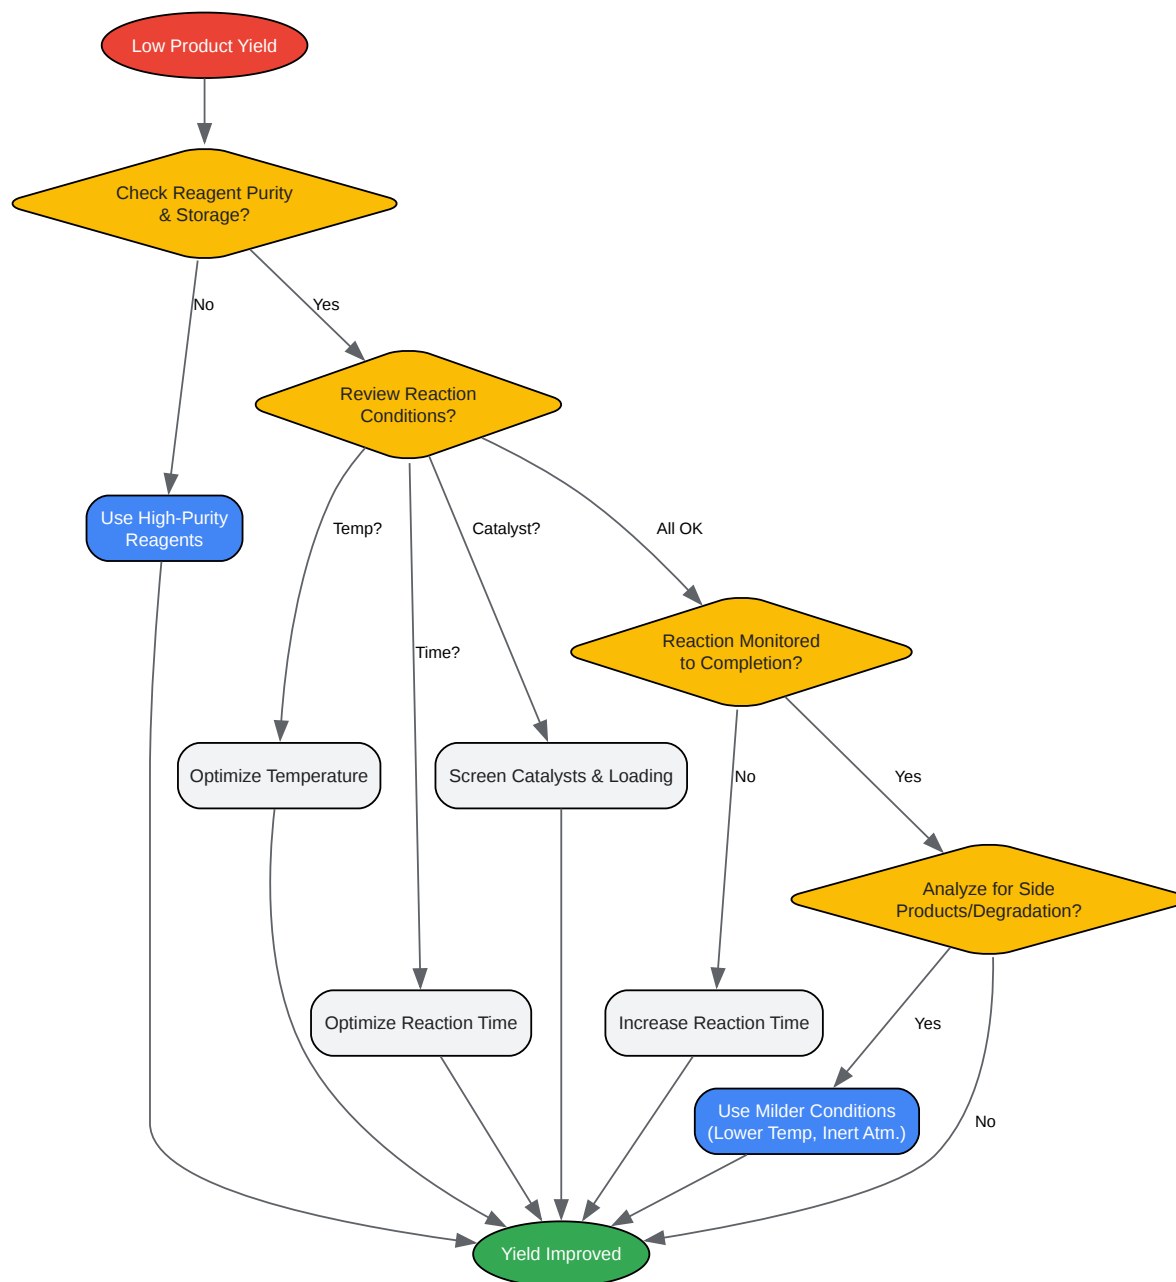 Low Product Yield
Check Reagent Purity
& Storage?
No
Yes
Review Reaction
Conditions?
Use High-Purity
Reagents
Temp?
Catalyst?
All OK
Time?
Reaction Monitored
to Completion?
Optimize Temperature
Screen Catalysts & Loading
No
Yes
Analyze for Side
Products/Degradation?
Optimize Reaction Time
Increase Reaction Time
Yes
Use Milder Conditions
(Lower Temp, Inert Atm.)
No
Yield Improved